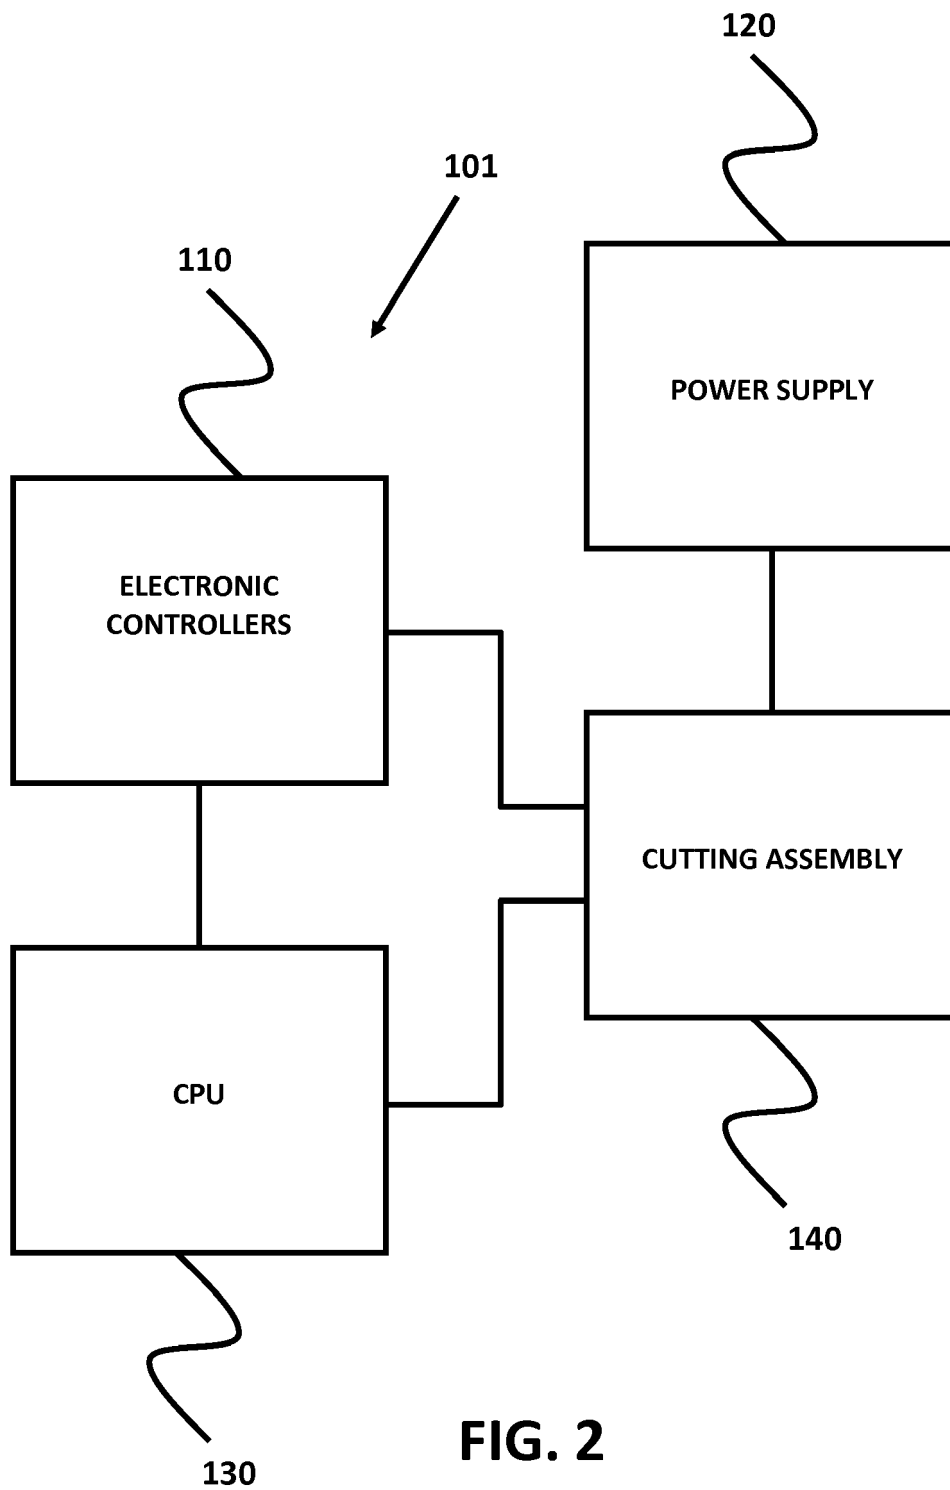 120
101
110
POWER SUPPLY
ELECTRONIC
CONTROLLERS
CUTTING ASSEMBLY
CPU
140
130
FIG. 2